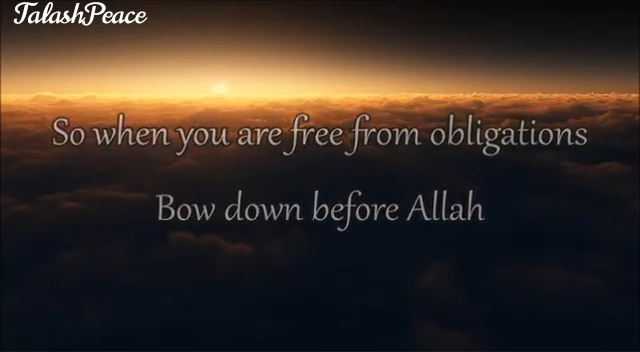 TalashPeace
So when you are free from obligations
Bow down before Allah